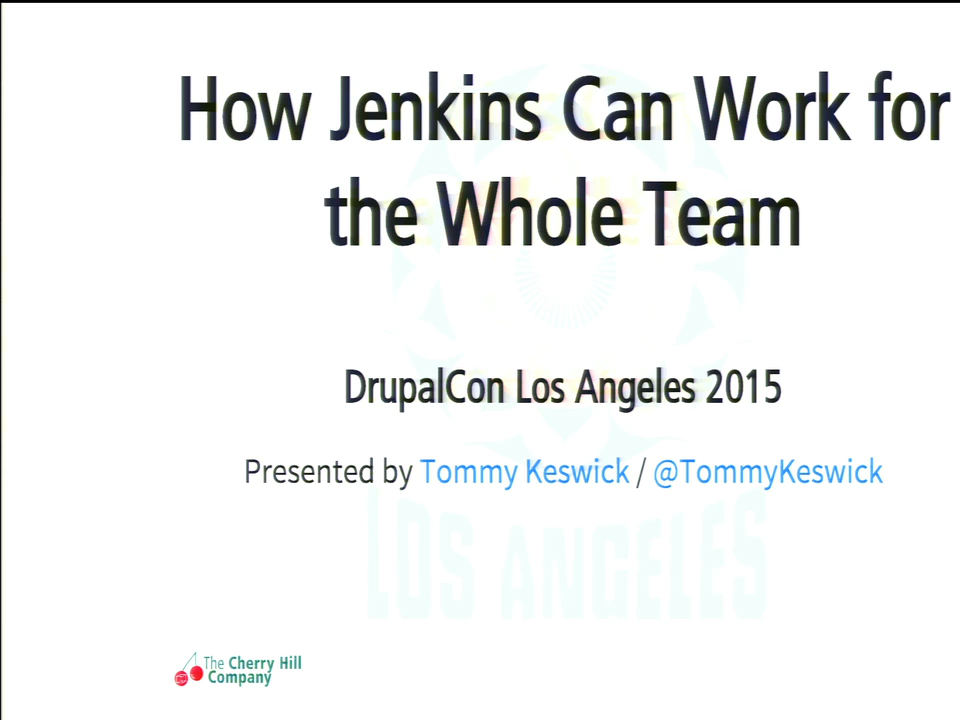 How Jenkins Can Work for
the Whole Team
DrupalCon Los Angeles 2015
Presented by Tommy Keswick / @TommyKeswick
LOS ANGELES
The Cherry Hill
Company